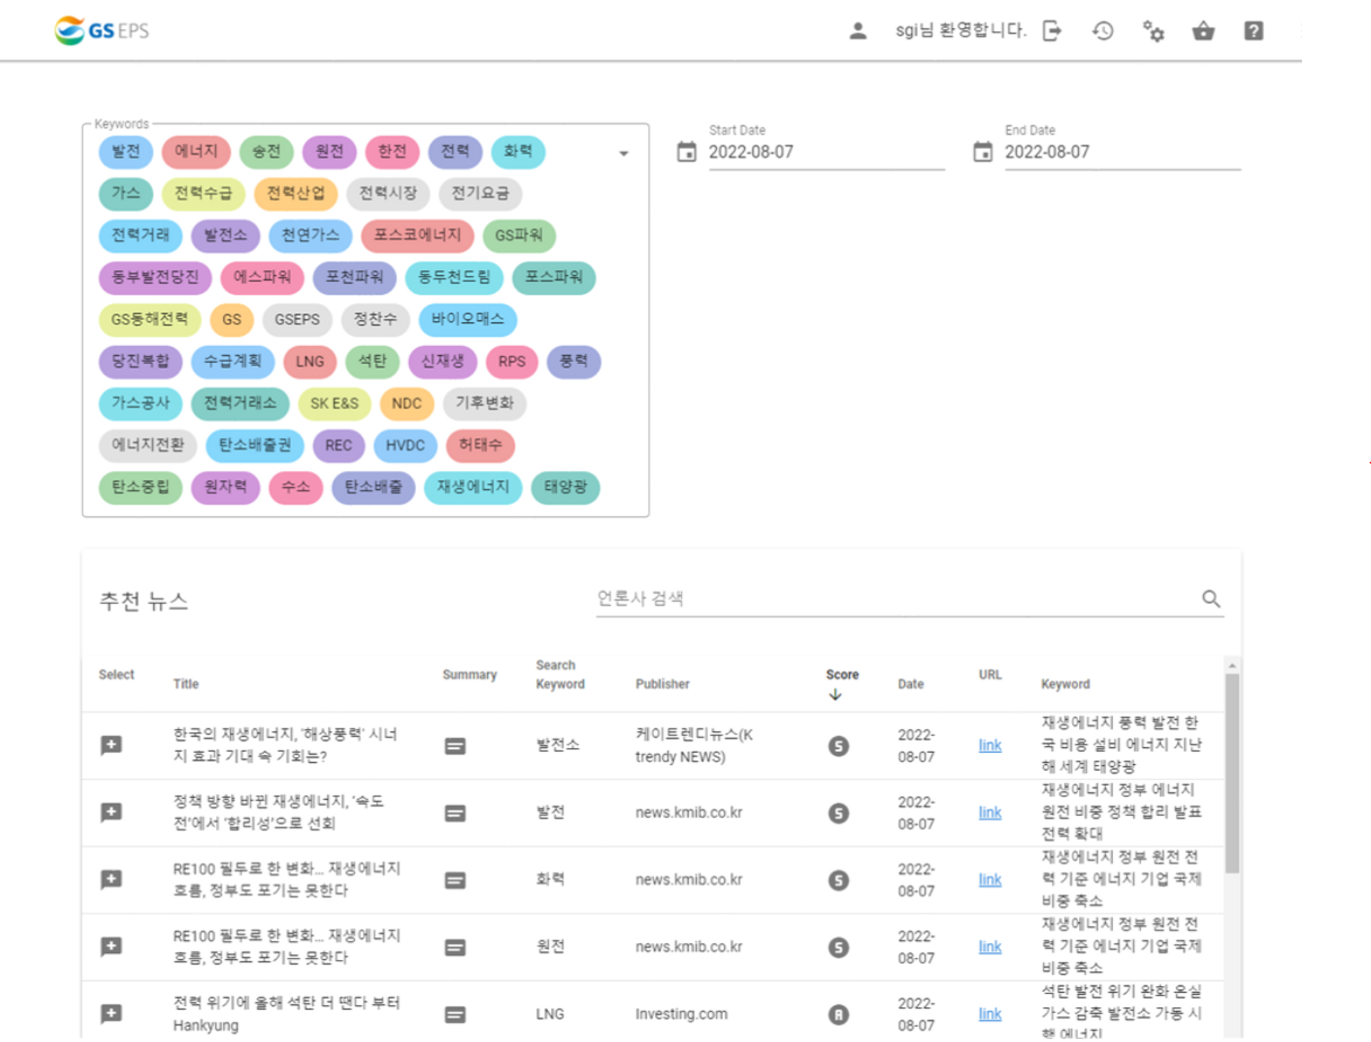 GS EPS
sgi님 환영합니다.
Keywords
발전 에너지 송전 원전 한전 전력 화력
가스 전력수급 전력산업 전력시장 전기요금
전력거래 발전소 천연가스 포스코에너지 GS파워
동부발전당진 에스파워 포천파워 동두천드림 포스파워
GS동해전력 GS GSEPS 정찬수 바이오매스
당진복합 수급계획 LNG 석탄 신재생 RPS 풍력
가스공사 전력거래소 SK E&S NDC 기후변화
에너지전환 탄소배출권 REC HVDC 허태수
탄소중립 원자력 수소 탄소배출 재생에너지 태양광
Start Date
2022-08-07
End Date
2022-08-07
추천 뉴스
언론사 검색
Select
Title
Summary
Search
Keyword
Publisher
Score
Date
URL
Keyword
한국의 재생에너지, '해상풍력' 시너
지 효과 기대 속 기회는?
발전소
케이트렌디뉴스(K
trendy NEWS)
S
2022-
08-07
link
재생에너지 풍력 발전 한
국 비용 설비 에너지 지난
해 세계 태양광
정책 방향 바뀐 재생에너지, '속도
전'에서 '합리성'으로 선회
발전
news.kmib.co.kr
S
2022-
08-07
link
재생에너지 정부 에너지
원전 비중 정책 합리 발표
전력 확대
RE100 필두로 한 변화… 재생에너지
흐름, 정부도 포기는 못한다
화력
news.kmib.co.kr
S
2022-
08-07
link
재생에너지 정부 원전 전
력 기준 에너지 기업 국제
비중 축소
RE100 필두로 한 변화… 재생에너지
흐름, 정부도 포기는 못한다
원전
news.kmib.co.kr
S
2022-
08-07
link
재생에너지 정부 원전 전
력 기준 에너지 기업 국제
비중 축소
전력 위기에 올해 석탄 더 땐다 부터
Hankyung
LNG
Investing.com
A
2022-
08-07
link
석탄 발전 위기 완화 온실
가스 감축 발전소 가동 시
행 에너지